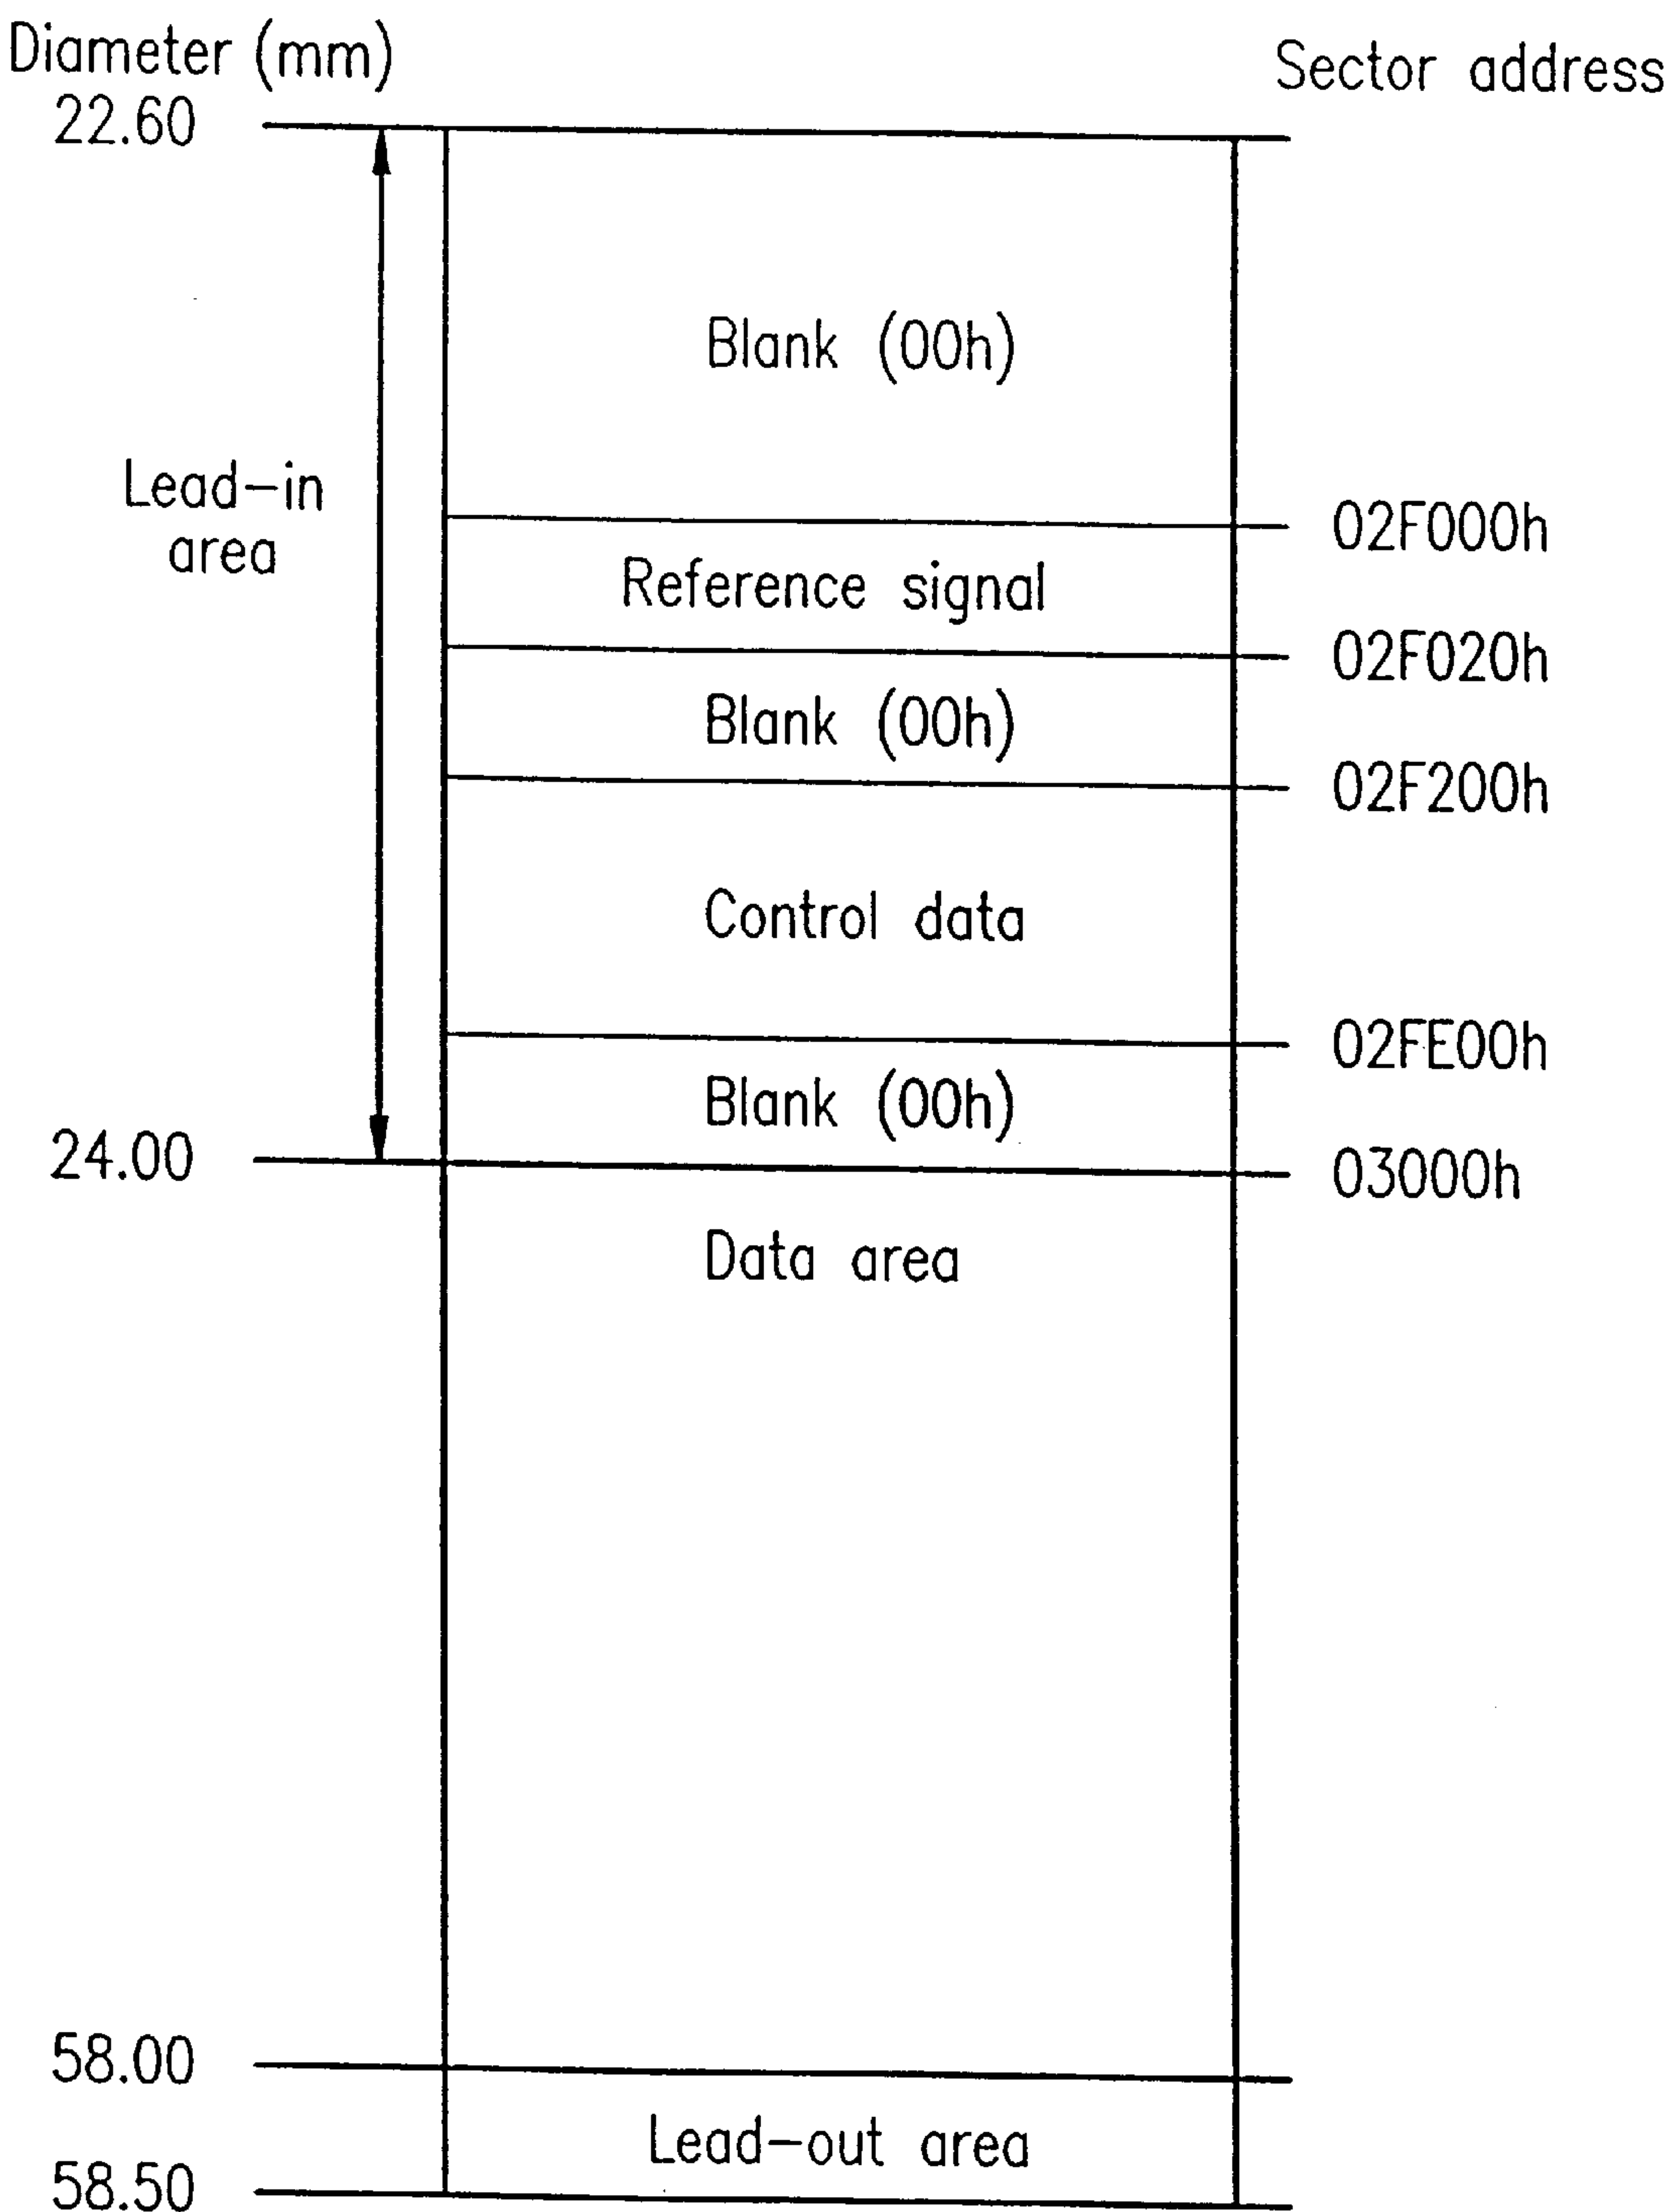 Diameter (mm)
Sector address
22.60
Blank (00h)
Lead-in
area
02F000h
Reference signal
02F020h
Blank (00h)
02F200h
Control data
02FE00h
Blank (00h)
24.00
03000h
Data area
58.00
Lead-out area
58.50